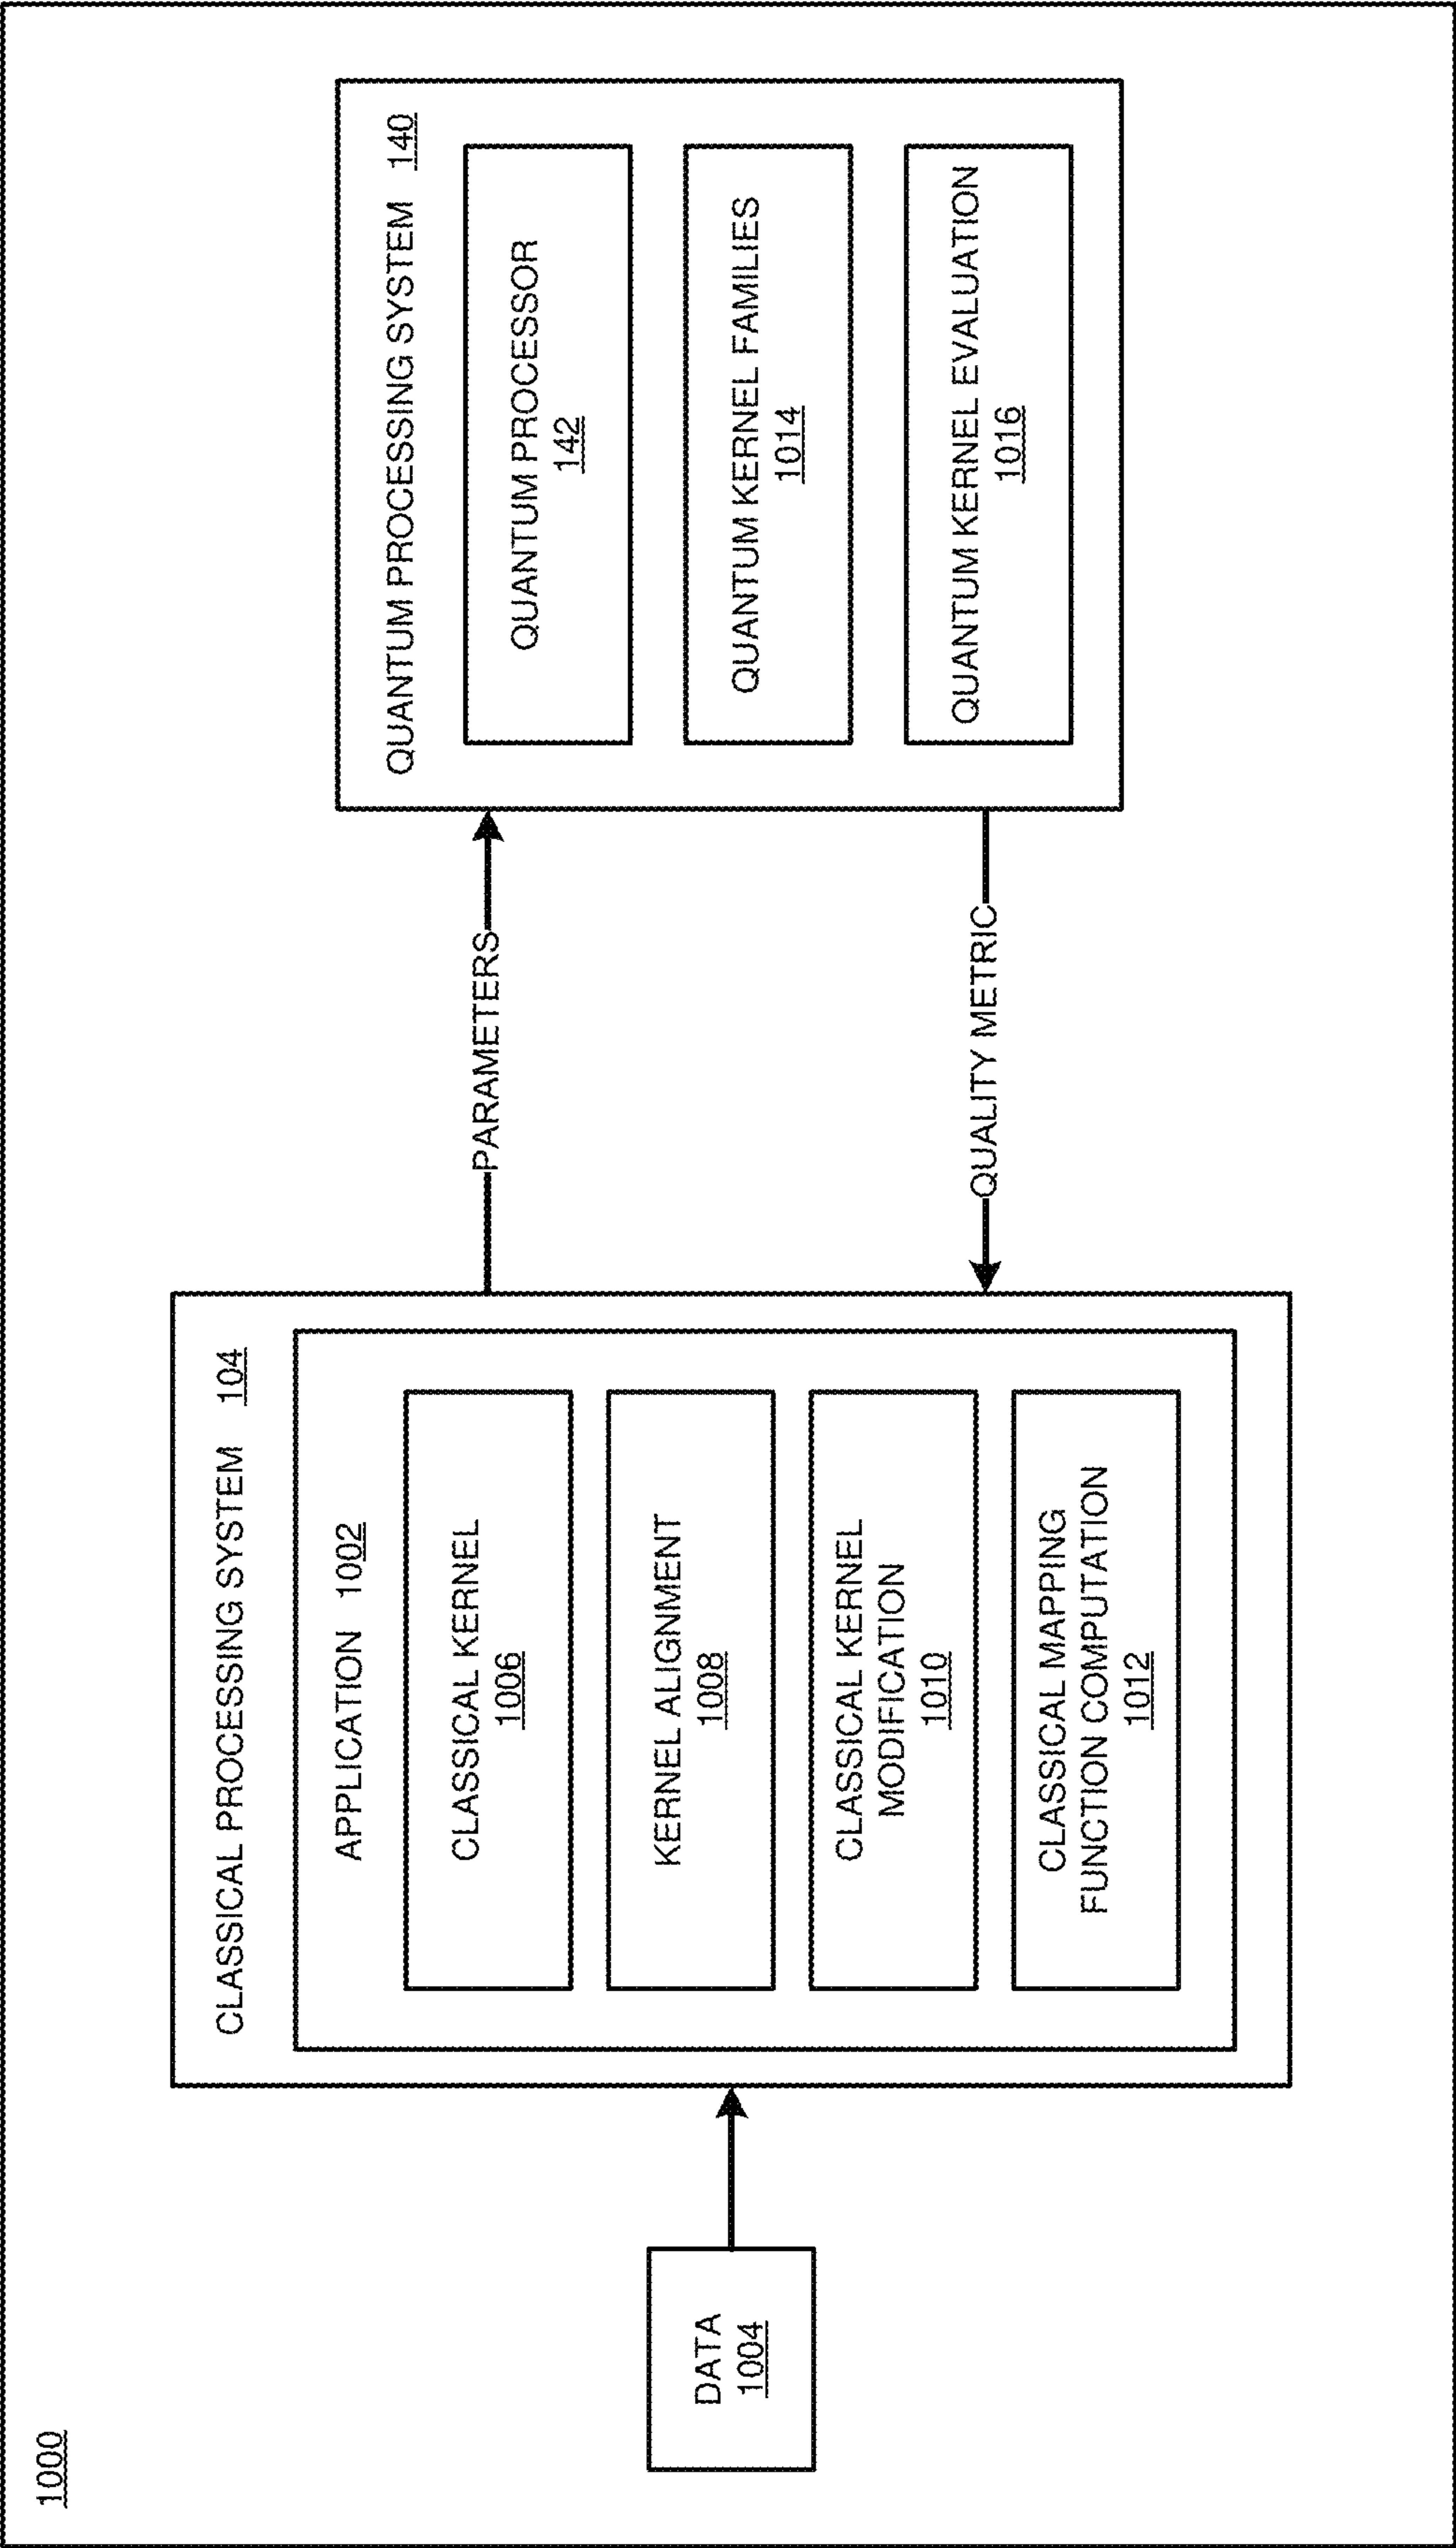 1000
DATA
1004
CLASSICAL PROCESSING SYSTEM 104
APPLICATION 1002
CLASSICAL KERNEL
1006
KERNEL ALIGNMENT
1008
CLASSICAL KERNEL
MODIFICATION
1010
CLASSICAL MAPPING
FUNCTION COMPUTATION
1012
PARAMETERS
QUALITY METRIC
QUANTUM PROCESSING SYSTEM 140
QUANTUM PROCESSOR
142
QUANTUM KERNEL FAMILIES
1014
QUANTUM KERNEL EVALUATION
1016